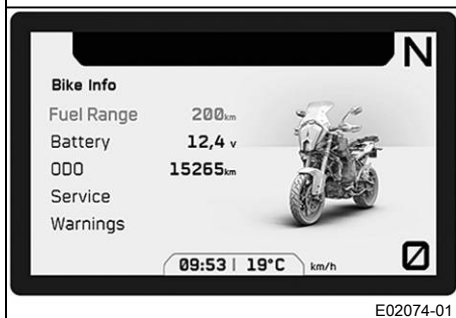 N
Bike Info
Fuel Range 200km
Battery 12,4 v
ODO 15265km
Service
Warnings
09:53 | 19°C km/h 0
E02074-01